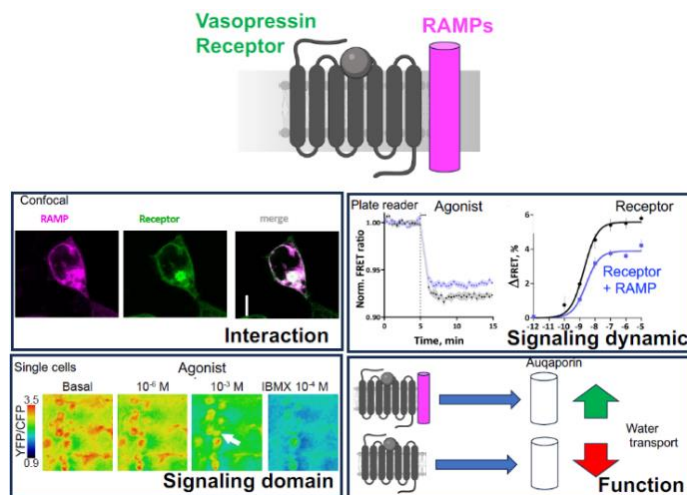 Vasopressin
Receptor
RAMPs
Confocal
RAMP
Receptor
merge
Interaction
Plate reader
Agonist
Norm. FRET ratio
1.00
0.95
0.90
0
5
10
15
Time, min
ΔFRET, %
6
4
2
0
-12
-10
-9
-8
-7
-6
-5
Receptor
Receptor
+ RAMP
Signaling dynamic
Single cells
Agonist
Basal
10⁻⁶ M
10⁻³ M
IBMX 10⁻⁴ M
YFP/CFP
3.5
0.9
Signaling domain
Auqaporin
Water
transport
Function